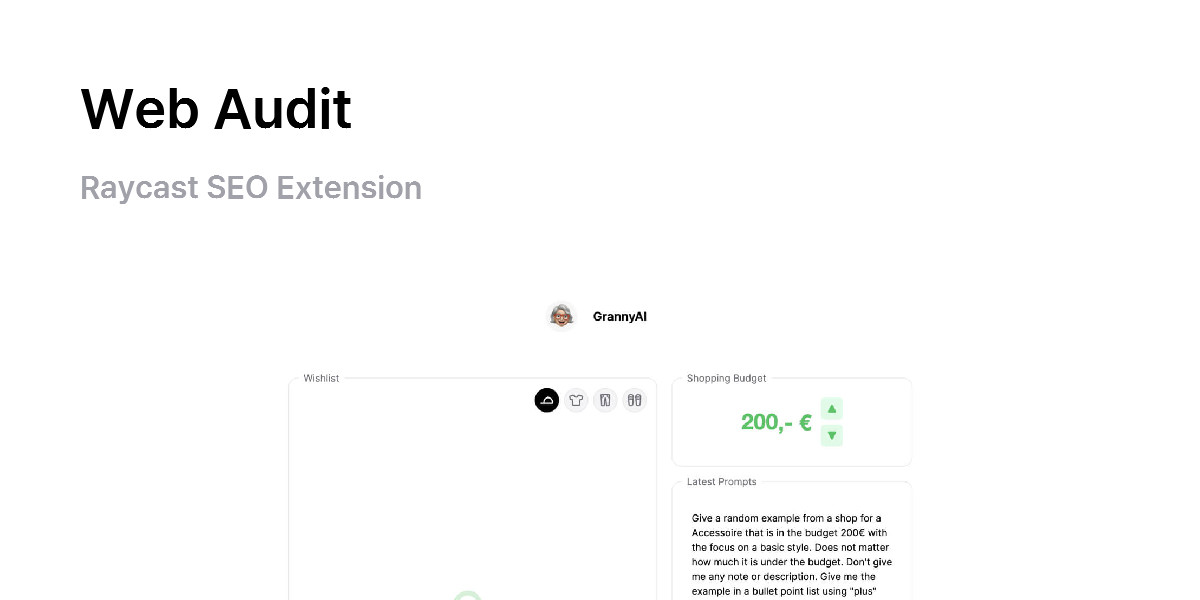 Web Audit
Raycast SEO Extension
GrannyAI
Wishlist
Shopping Budget
200,- €
Latest Prompts
Give a random example from a shop for a
Accessoire that is in the budget 200€ with
the focus on a basic style. Does not matter
how much it is under the budget. Don't give
me any note or description. Give me the
example in a bullet point list using "plus"